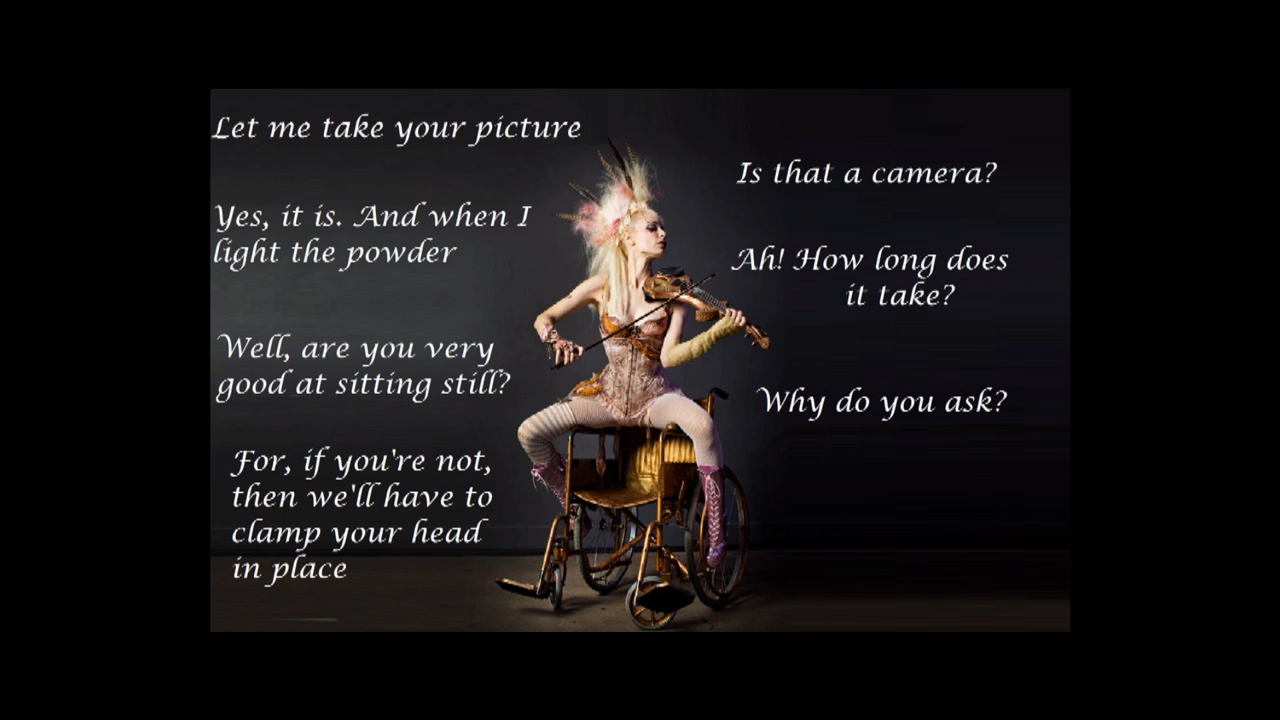 Let me take your picture
Is that a camera?
Yes, it is. And when I
light the powder
Ah! How long does
it take?
Well, are you very
good at sitting still?
Why do you ask?
For, if you're not,
then we'll have to
clamp your head
in place